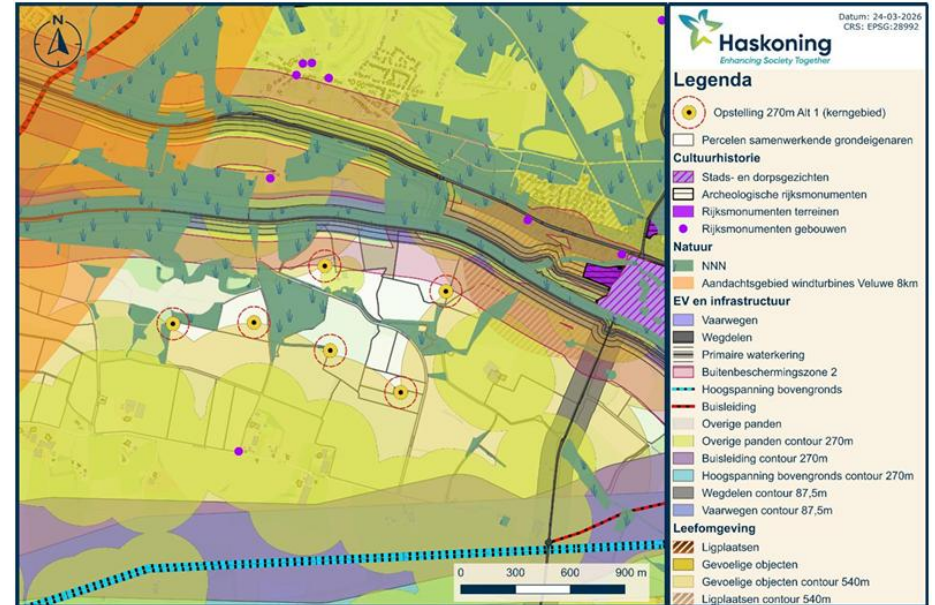 N
0 300 600 900 m
Datum: 24-03-2026
CRS: EPSG:28992
Haskoning
Enhancing Society Together
Legenda
Opstelling 270m Alt 1 (kerngebied)
Percelen samenwerkende grondeigenaren
Cultuurhistorie
Stads- en dorpsgezichten
Archeologische rijksmonumenten
Rijksmonumenten terreinen
Rijksmonumenten gebouwen
Natuur
NNN
Aandachtsgebied windturbines Veluwe 8km
EV en infrastructuur
Vaarwegen
Wegdelen
Primaire waterkering
Buitenbeschermingszone 2
Hoogspanning bovengronds
Buisleiding
Overige panden
Overige panden contour 270m
Buisleiding contour 270m
Hoogspanning bovengronds contour 270m
Wegdelen contour 87,5m
Vaarwegen contour 87,5m
Leefomgeving
Ligplaatsen
Gevoelige objecten
Gevoelige objecten contour 540m
Ligplaatsen contour 540m